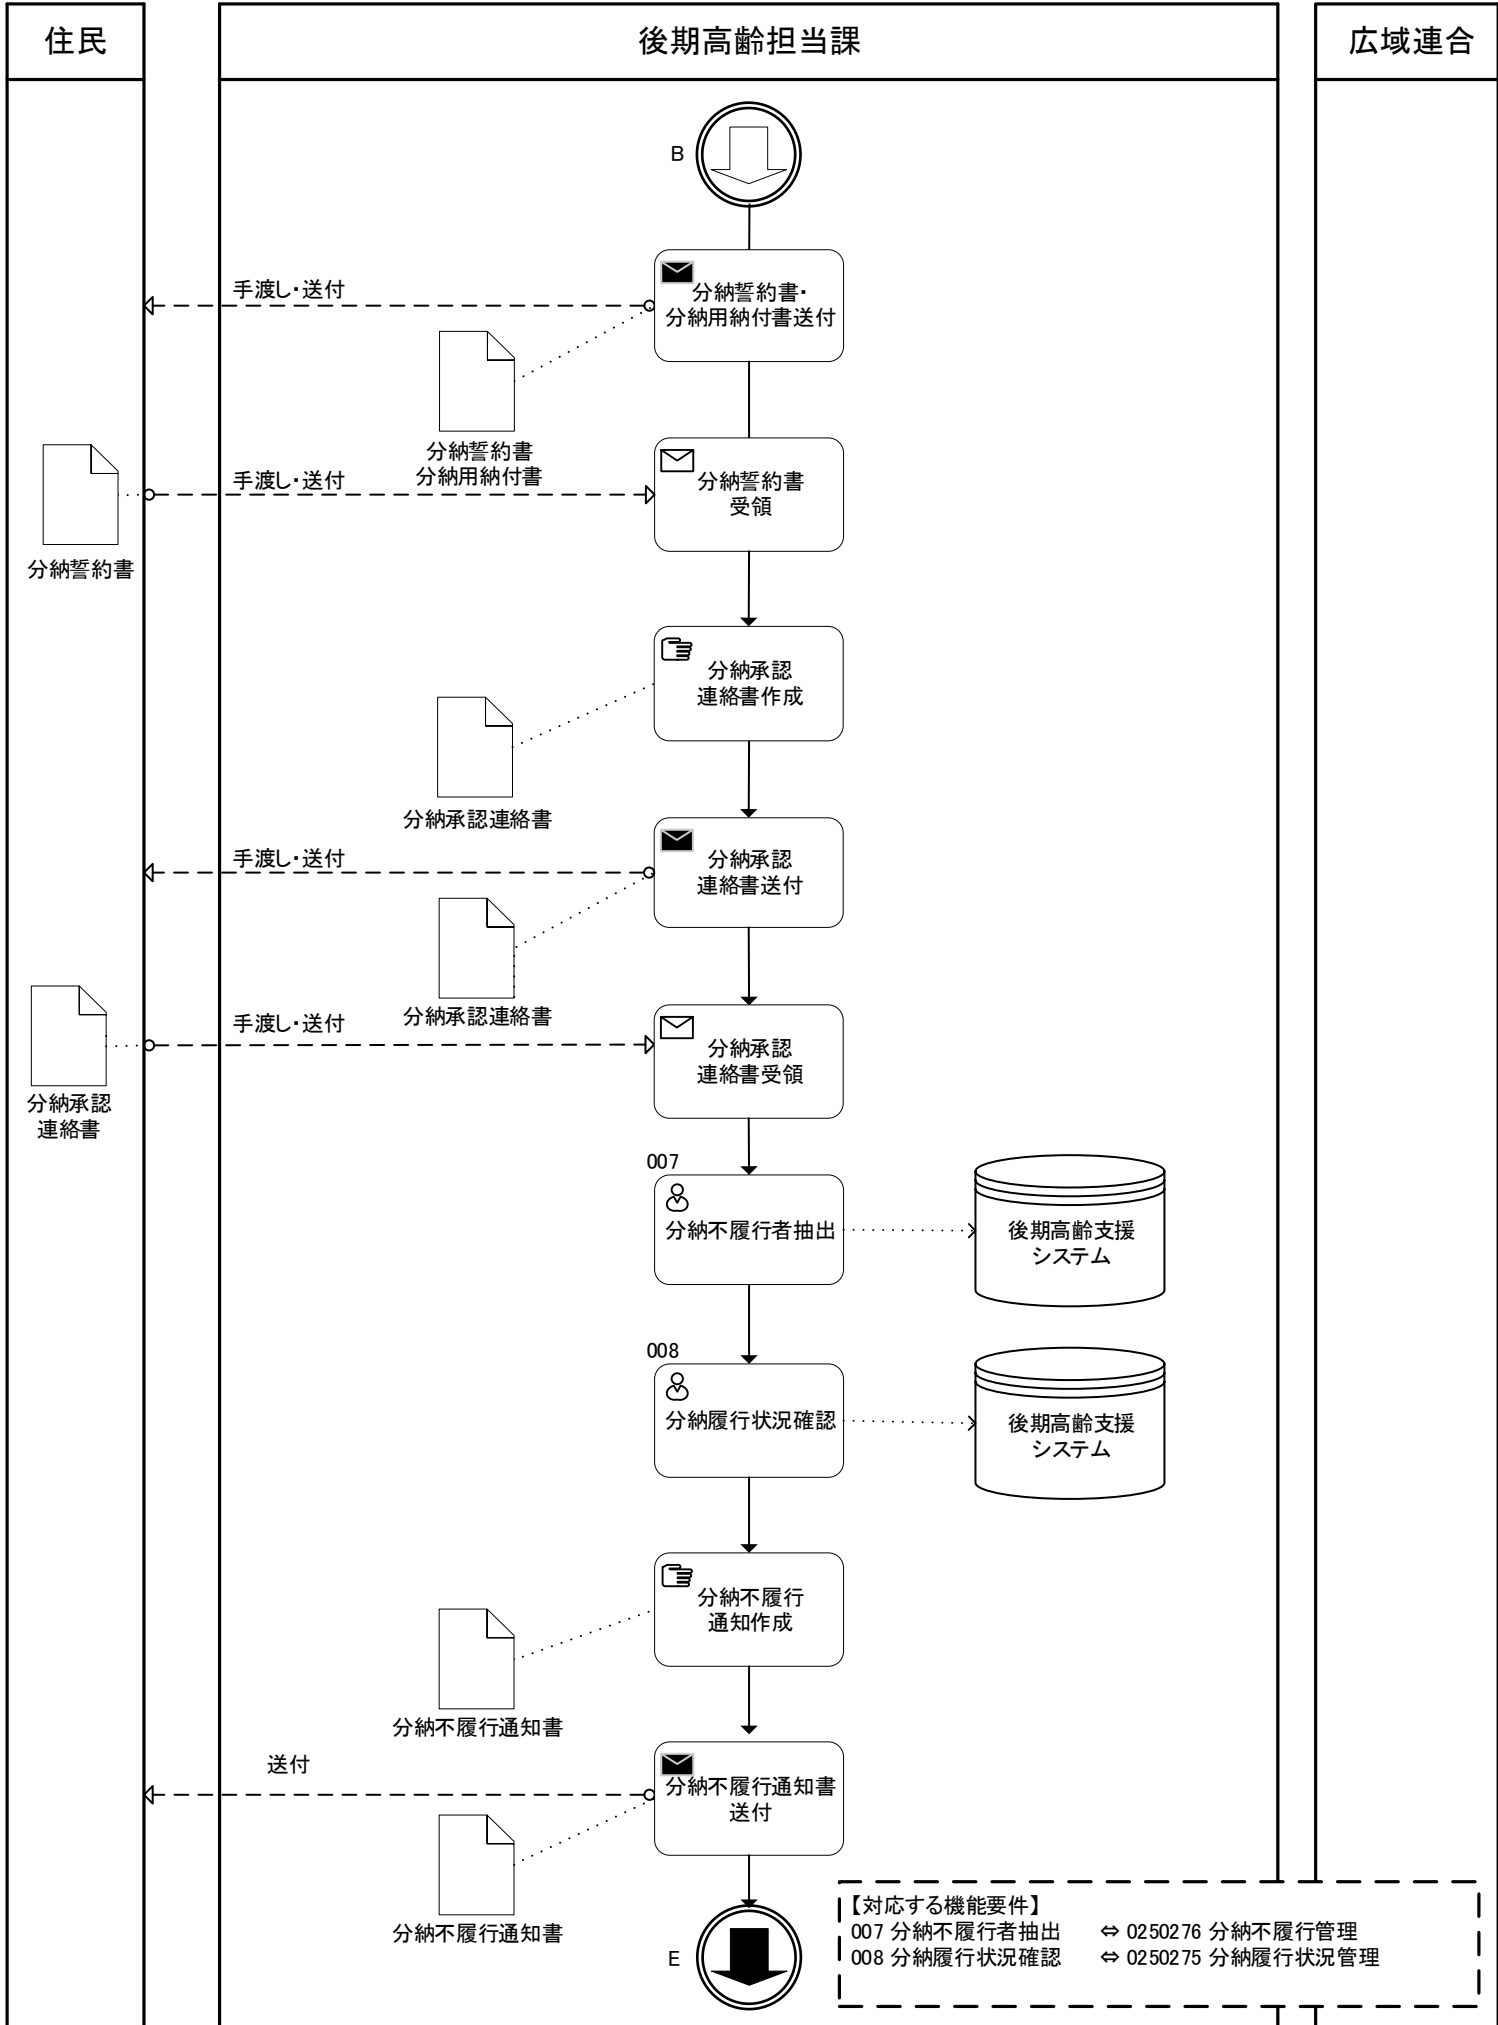 住民
後期高齢担当課
広域連合
B
分納誓約書・
分納用納付書送付
手渡し・送付
分納誓約書
分納用納付書
分納誓約書
手渡し・送付
分納誓約書
受領
分納承認
連絡書作成
分納承認連絡書
分納承認
連絡書送付
手渡し・送付
分納承認連絡書
分納承認
連絡書
手渡し・送付
分納承認
連絡書受領
007
分納不履行者抽出
後期高齢支援
システム
008
分納履行状況確認
後期高齢支援
システム
分納不履行
通知作成
分納不履行通知書
分納不履行通知書
送付
送付
分納不履行通知書
E
【対応する機能要件】
007 分納不履行者抽出 ⇔ 0250276 分納不履行管理
008 分納履行状況確認 ⇔ 0250275 分納履行状況管理